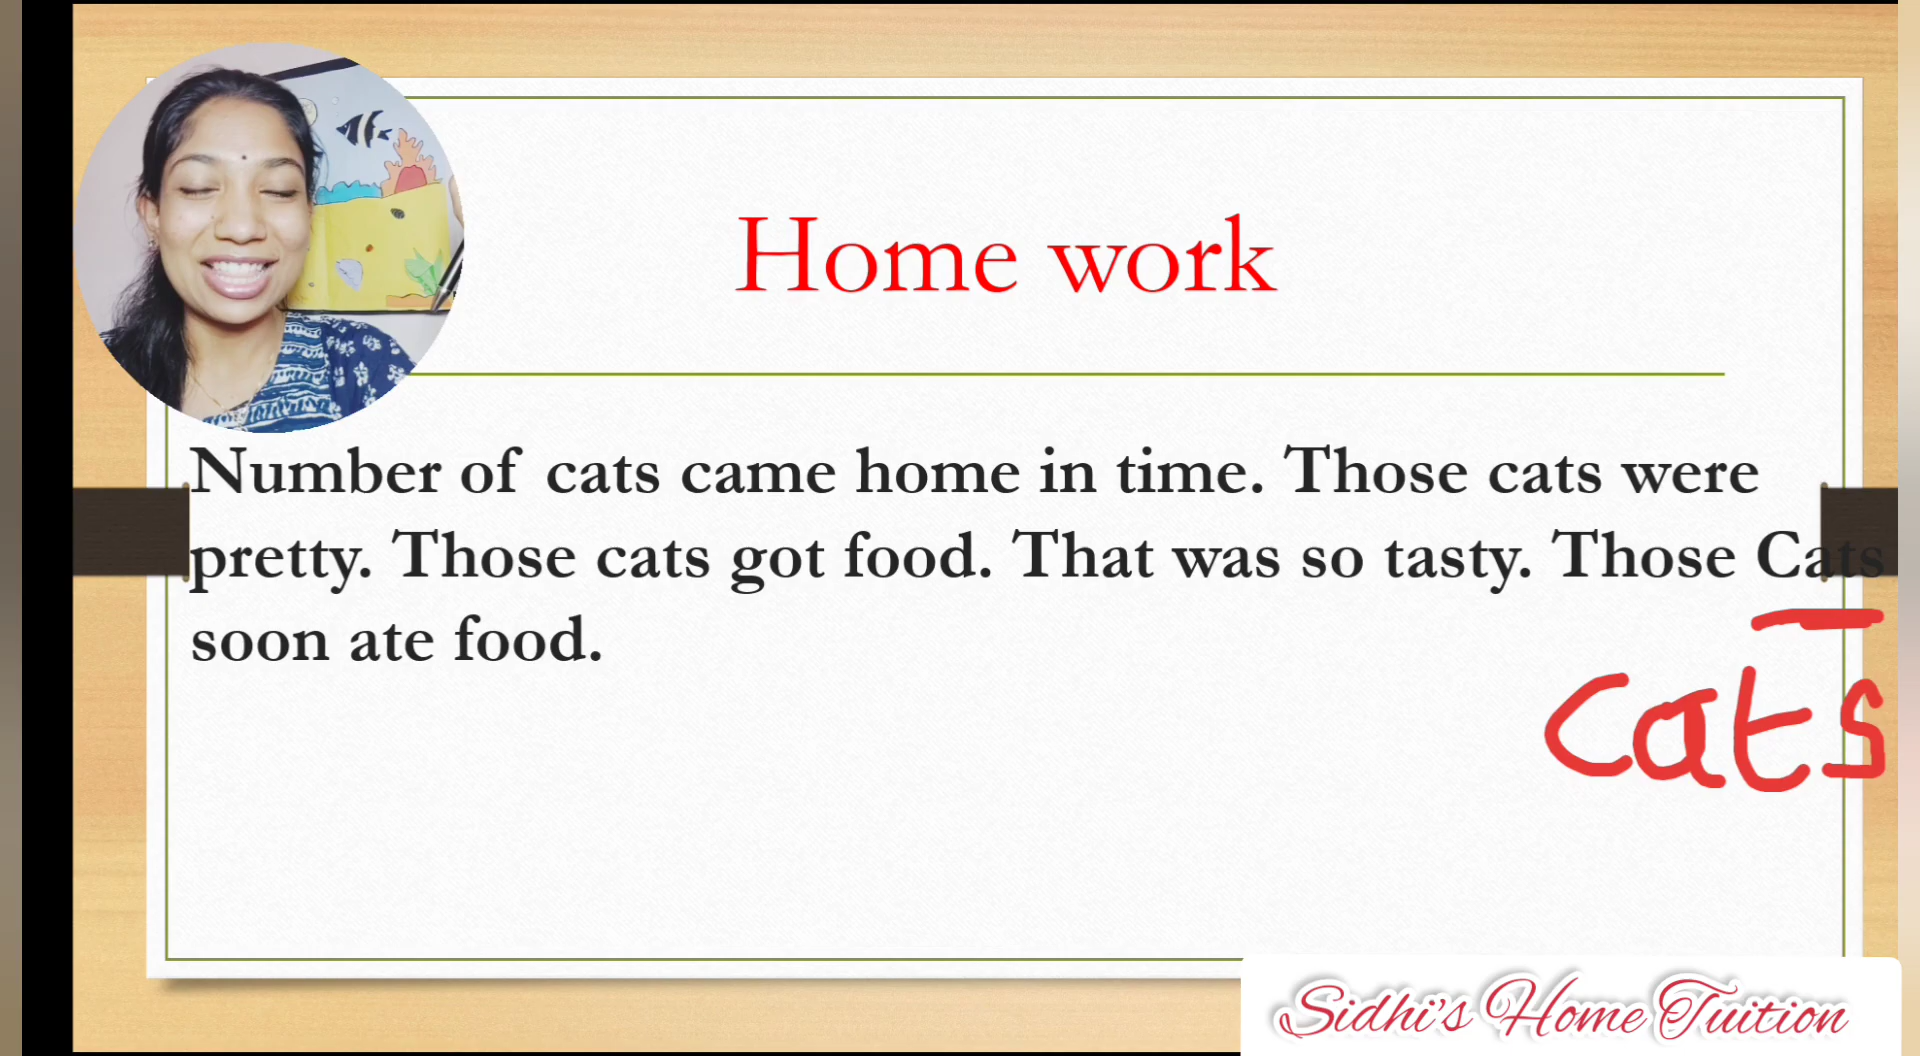 Home work
Number of cats came home in time. Those cats were
pretty. Those cats got food. That was so tasty. Those Cats
soon ate food.
cats
Sidhi's Home Tuition